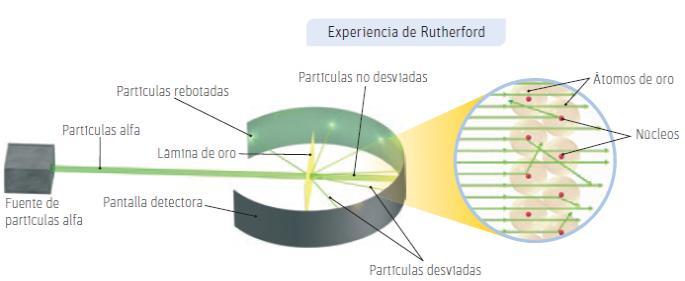 Experiencia de Rutherford
Partículas no desviadas
Átomos de oro
Partículas rebotadas
Partículas alfa
Núcleos
Lámina de oro
Fuente de
partículas alfa
Pantalla detectora
Partículas desviadas